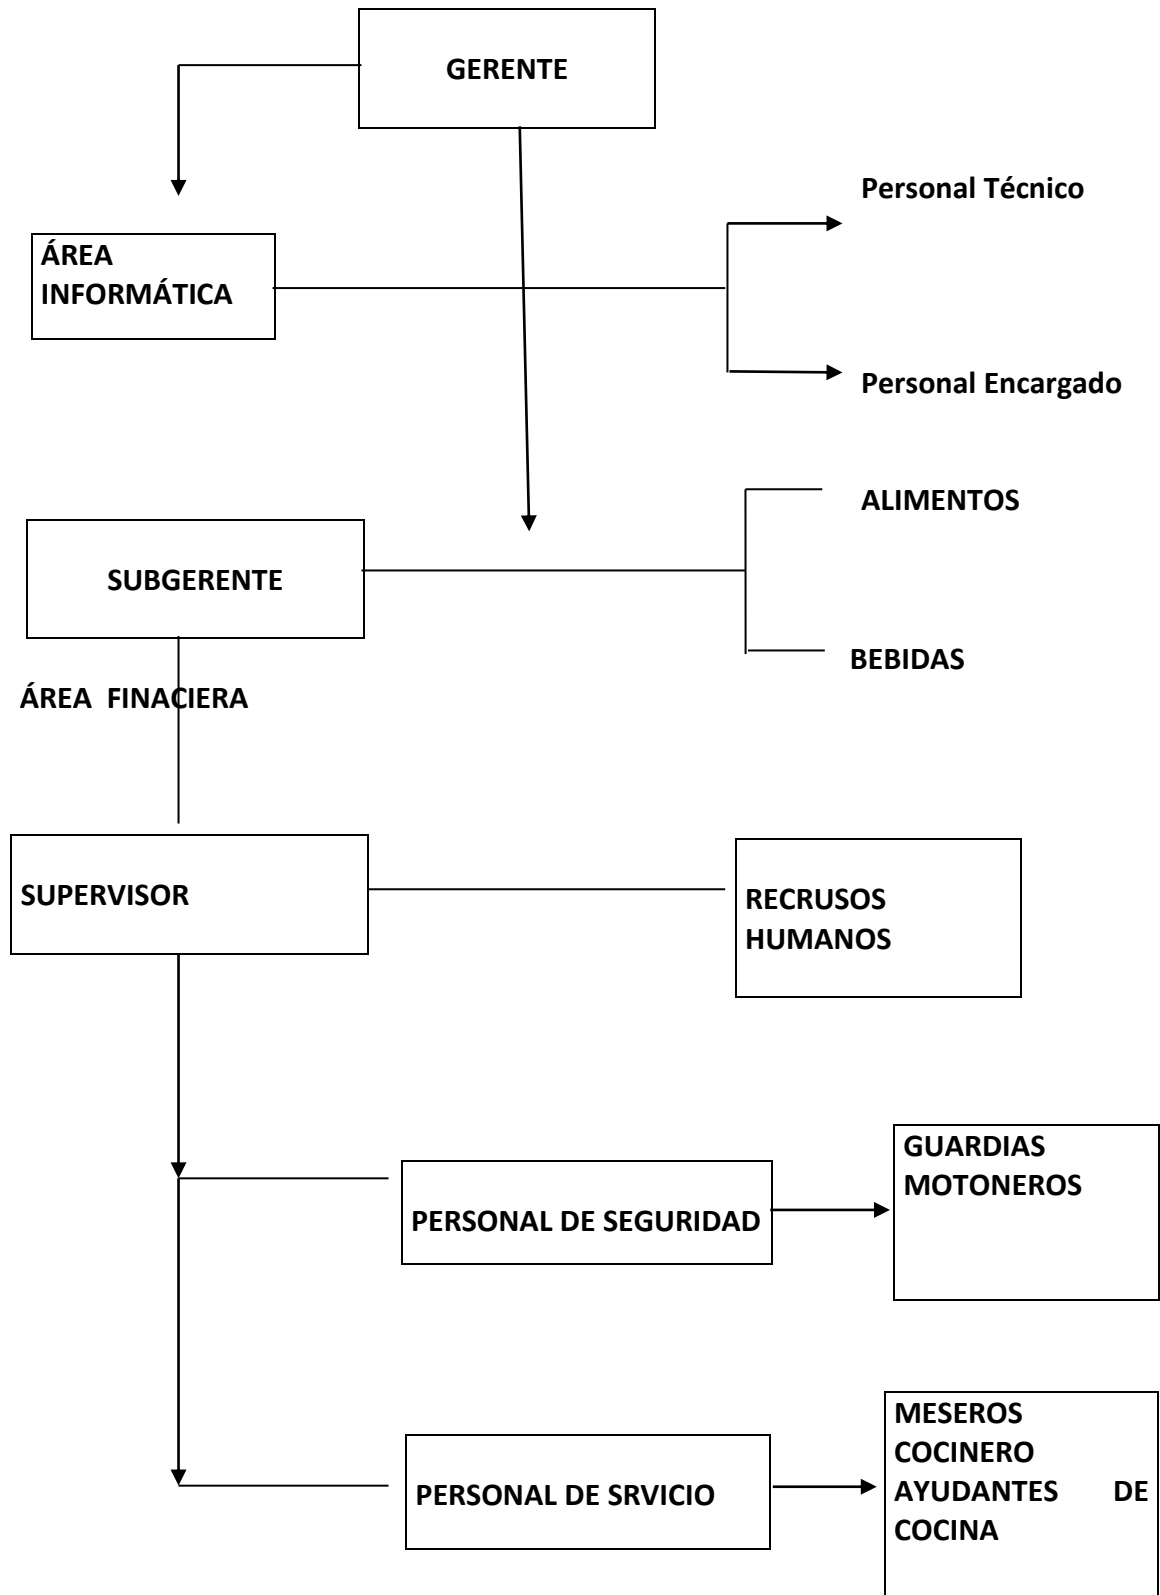 GERENTE
Personal Técnico
ÁREA
INFORMÁTICA
Personal Encargado
ALIMENTOS
SUBGERENTE
BEBIDAS
ÁREA FINACIERA
SUPERVISOR
RECRUSOS
HUMANOS
GUARDIAS
MOTONEROS
PERSONAL DE SEGURIDAD
MESEROS
COCINERO
AYUDANTES DE
COCINA
PERSONAL DE SRVICIO